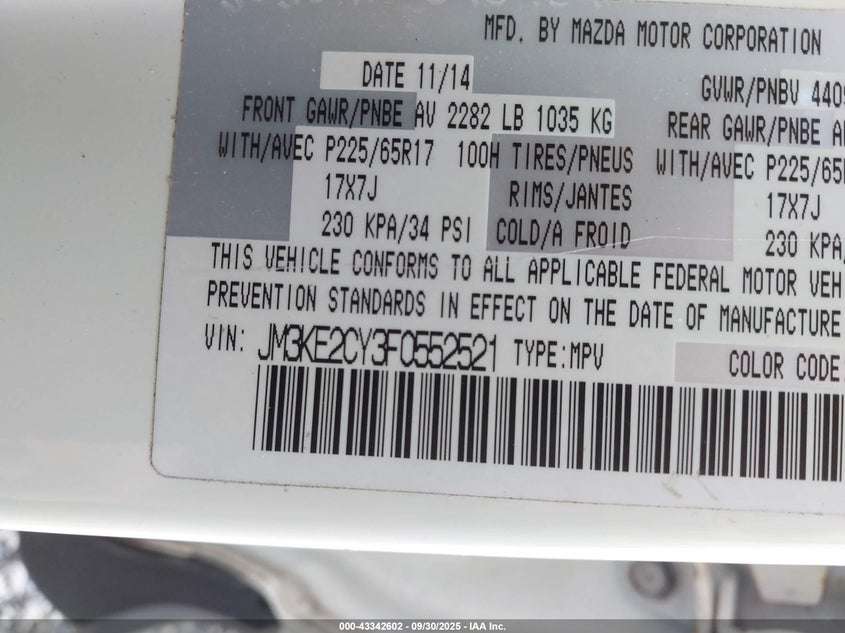 MFD. BY MAZDA MOTOR CORPORATION
DATE 11/14
GVWR/PNBV 4409
FRONT GAWR/PNBE AV 2282 LB 1035 KG
REAR GAWR/PNBE
WITH/AVEC P225/65R17 100H TIRES/PNEUS WITH/AVEC P225/65
17X7J RIMS/JANTES 17X7J
230 KPA/34 PSI COLD/A FROID 230 KPA/
THIS VEHICLE CONFORMS TO ALL APPLICABLE FEDERAL MOTOR VEH
PREVENTION STANDARDS IN EFFECT ON THE DATE OF MANUFACTURE
VIN: JM3KE2CY3F0552521 TYPE:MPV COLOR CODE:
000-43342602 - 09/30/2025 - IAA Inc.